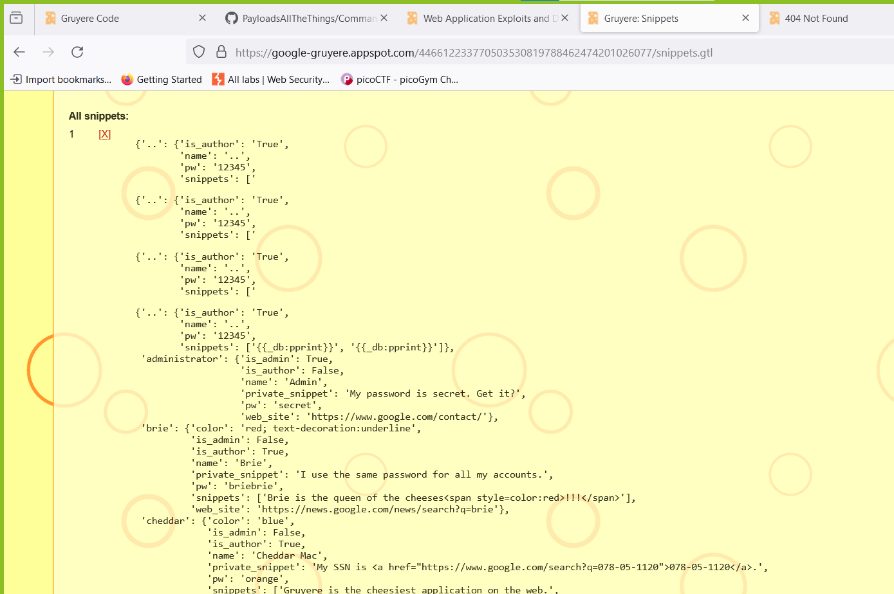 Gruyere Code
PayloadsAllTheThings/Comman
Web Application Exploits and D
Gruyere: Snippets
404 Not Found
https://google-gruyere.appspot.com/446612233770503530819788462474201026077/snippets.gtl
Import bookmarks...
Getting Started
All labs | Web Security...
picoCTF - picoGym Ch...
All snippets:
1 [X]
{'..': {'is_author': 'True',
'name': '..',
'pw': '12345',
'snippets': ['
{'..': {'is_author': 'True',
'name': '..',
'pw': '12345',
'snippets': ['
{'..': {'is_author': 'True',
'name': '..',
'pw': '12345',
'snippets': ['
{'..': {'is_author': 'True',
'name': '..',
'pw': '12345',
'snippets': ['{{_db:pprint}}', '{{_db:pprint}}']},
'administrator': {'is_admin': True,
'is_author': False,
'name': 'Admin',
'private_snippet': 'My password is secret. Get it?',
'pw': 'secret',
'web_site': 'https://www.google.com/contact/'},
'brie': {'color': 'red; text-decoration:underline',
'is_admin': False,
'is_author': True,
'name': 'Brie',
'private_snippet': 'I use the same password for all my accounts.',
'pw': 'briebrie',
'snippets': ['Brie is the queen of the cheeses<span style=color:red>!!!</span>'],
'web_site': 'https://news.google.com/news/search?q=brie'},
'cheddar': {'color': 'blue',
'is_admin': False,
'is_author': True,
'name': 'Cheddar Mac',
'private_snippet': 'My SSN is <a href="https://www.google.com/search?q=078-05-1120">078-05-1120</a>.',
'pw': 'orange',
'snippets': ['Gruyere is the cheesiest application on the web.',